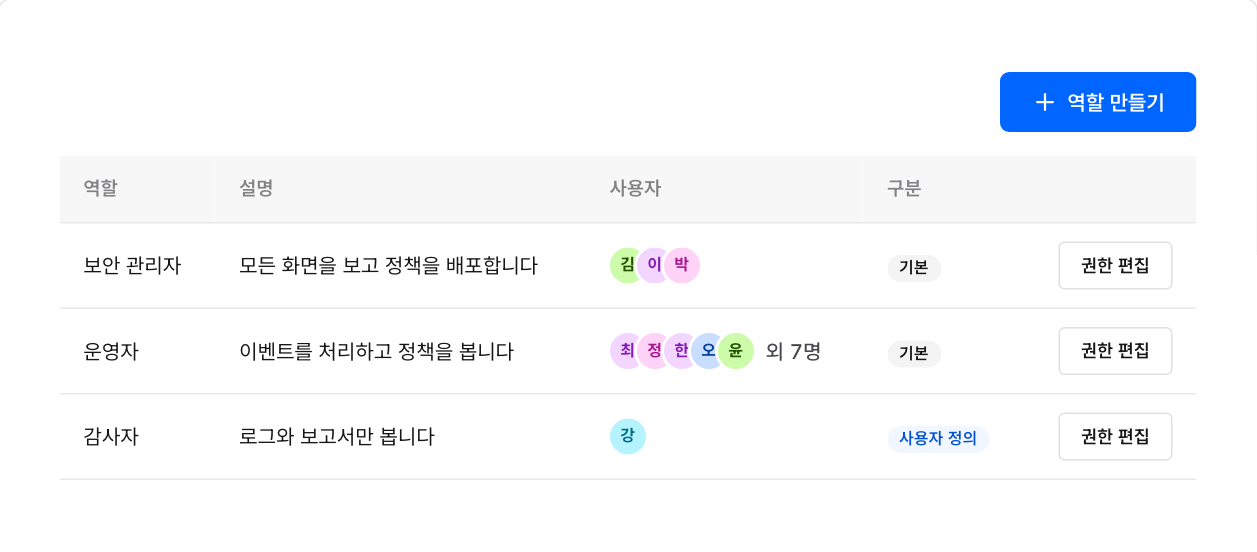 역할 만들기
역할 설명 사용자 구분
보안 관리자 모든 화면을 보고 정책을 배포합니다 김 이 박 기본 권한 편집
운영자 이벤트를 처리하고 정책을 봅니다 최 정 한 오 윤 외 7명 기본 권한 편집
감사자 로그와 보고서만 봅니다 강 사용자 정의 권한 편집